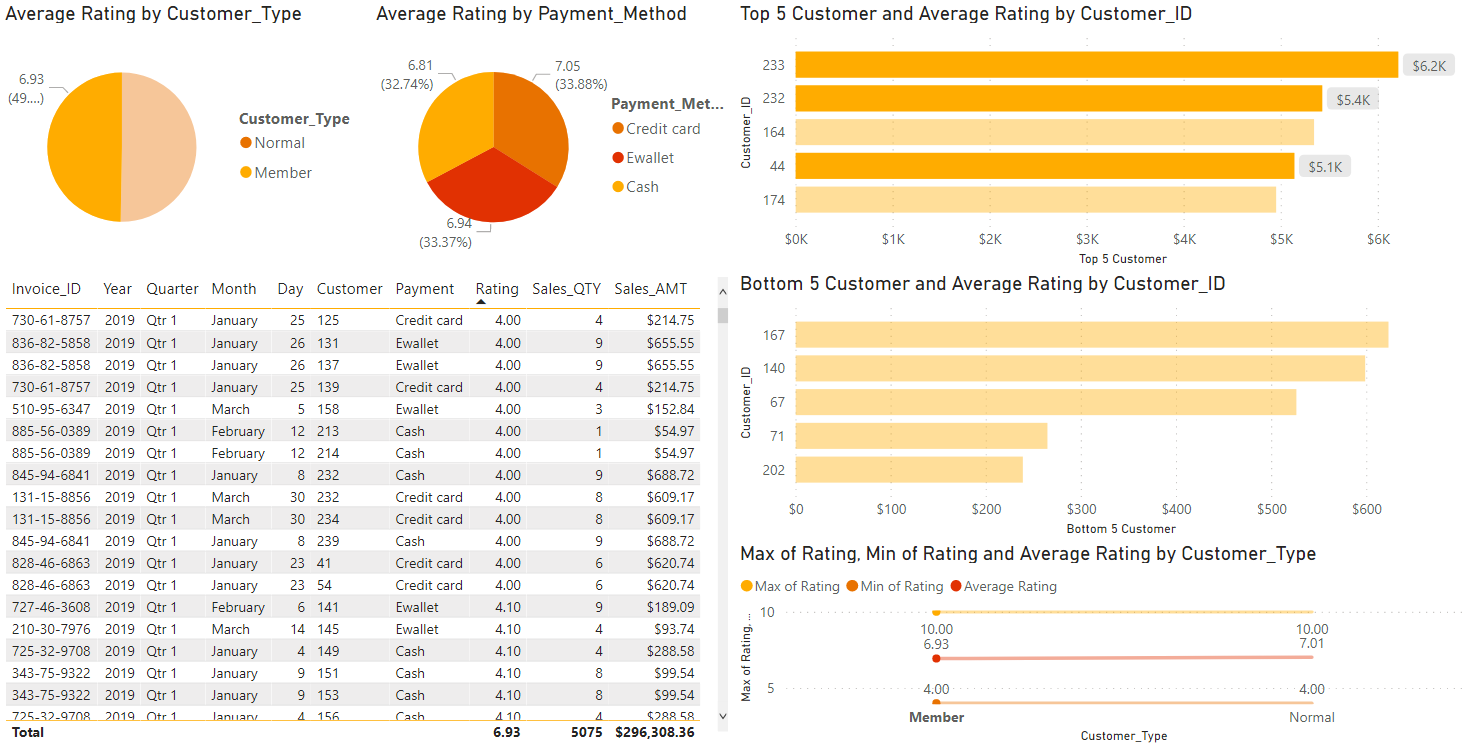 Average Rating by Customer_Type
6.93
(49....)
Customer_Type
Normal
Member
Average Rating by Payment_Method
6.81
(32.74%)
7.05
(33.88%)
6.94
(33.37%)
Payment_Met...
Credit card
Ewallet
Cash
Top 5 Customer and Average Rating by Customer_ID
Customer_ID
233 $6.2K
232 $5.4K
164
44 $5.1K
174
$0K $1K $2K $3K $4K $5K $6K
Top 5 Customer
Invoice_ID Year Quarter Month Day Customer Payment Rating Sales_QTY Sales_AMT
730-61-8757 2019 Qtr 1 January 25 125 Credit card 4.00 4 $214.75
836-82-5858 2019 Qtr 1 January 26 131 Ewallet 4.00 9 $655.55
836-82-5858 2019 Qtr 1 January 26 137 Ewallet 4.00 9 $655.55
730-61-8757 2019 Qtr 1 January 25 139 Credit card 4.00 4 $214.75
510-95-6347 2019 Qtr 1 March 5 158 Ewallet 4.00 3 $152.84
885-56-0389 2019 Qtr 1 February 12 213 Cash 4.00 1 $54.97
885-56-0389 2019 Qtr 1 February 12 214 Cash 4.00 1 $54.97
845-94-6841 2019 Qtr 1 January 8 232 Cash 4.00 9 $688.72
131-15-8856 2019 Qtr 1 March 30 232 Credit card 4.00 8 $609.17
131-15-8856 2019 Qtr 1 March 30 234 Credit card 4.00 8 $609.17
845-94-6841 2019 Qtr 1 January 8 239 Cash 4.00 9 $688.72
828-46-6863 2019 Qtr 1 January 23 41 Credit card 4.00 6 $620.74
828-46-6863 2019 Qtr 1 January 23 54 Credit card 4.00 6 $620.74
727-46-3608 2019 Qtr 1 February 6 141 Ewallet 4.10 9 $189.09
210-30-7976 2019 Qtr 1 March 14 145 Ewallet 4.10 4 $93.74
725-32-9708 2019 Qtr 1 January 4 149 Cash 4.10 4 $288.58
343-75-9322 2019 Qtr 1 January 9 151 Cash 4.10 8 $99.54
343-75-9322 2019 Qtr 1 January 9 153 Cash 4.10 8 $99.54
725-32-9708 2019 Qtr 1 January 4 156 Cash 4.10 4 $288.58
Total 6.93 5075 $296,308.36
Bottom 5 Customer and Average Rating by Customer_ID
Customer_ID
167
140
67
71
202
$0 $100 $200 $300 $400 $500 $600
Bottom 5 Customer
Max of Rating, Min of Rating and Average Rating by Customer_Type
Max of Rating Min of Rating Average Rating
Max of Rating,...
10
5
10.00 10.00
6.93 7.01
4.00 4.00
Member Normal
Customer_Type